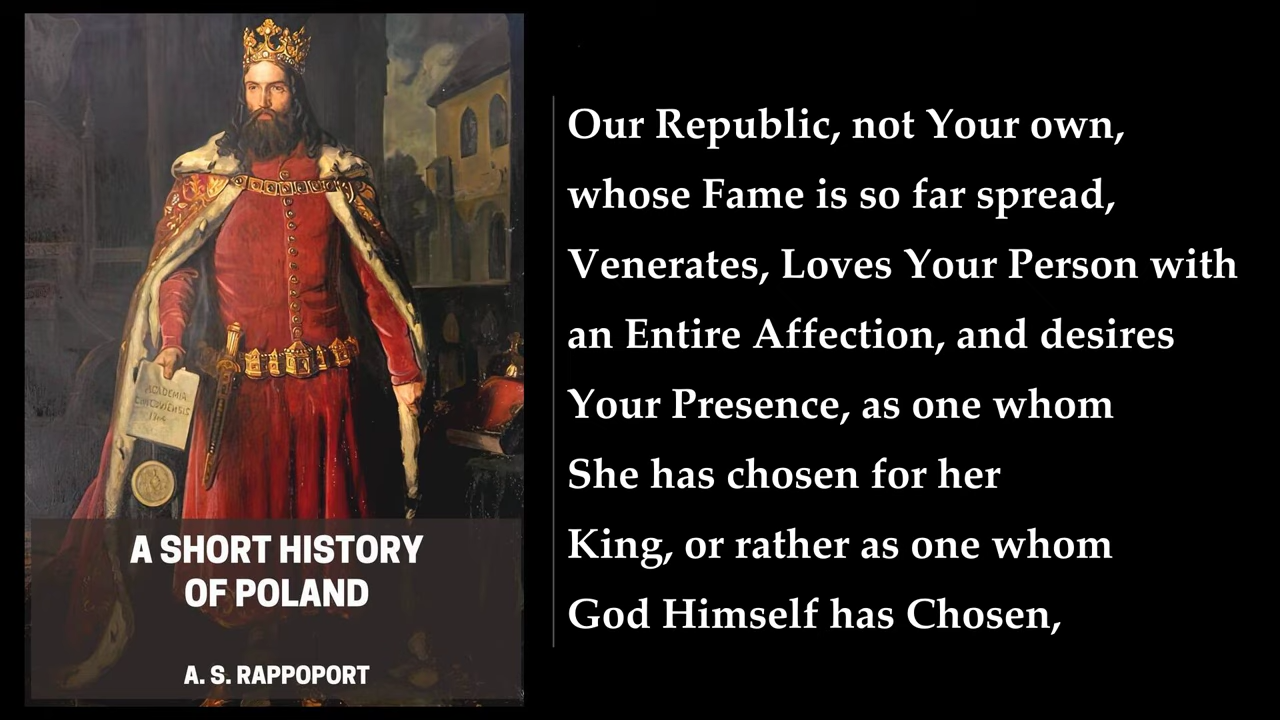 ACADEMIA
CRACOVIENSIS
A SHORT HISTORY
OF POLAND
A. S. RAPPOPORT
Our Republic, not Your own,
whose Fame is so far spread,
Venerates, Loves Your Person with
an Entire Affection, and desires
Your Presence, as one whom
She has chosen for her
King, or rather as one whom
God Himself has Chosen,